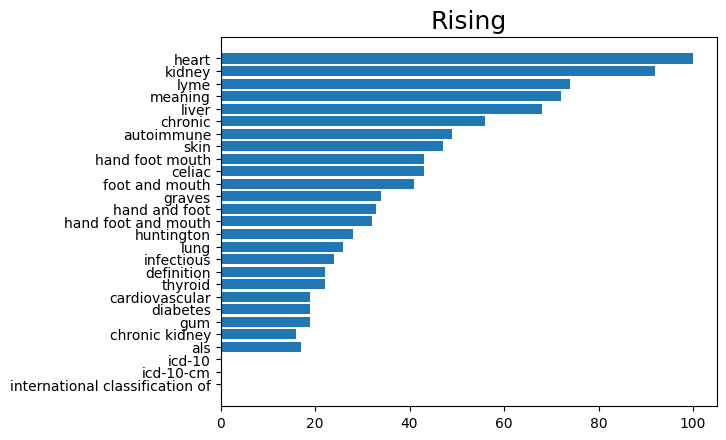 Rising
heart
kidney
lyme
meaning
liver
chronic
autoimmune
skin
hand foot mouth
celiac
foot and mouth
graves
hand and foot
hand foot and mouth
huntington
lung
infectious
definition
thyroid
cardiovascular
diabetes
gum
chronic kidney
als
icd-10
icd-10-cm
international classification of
0 20 40 60 80 100